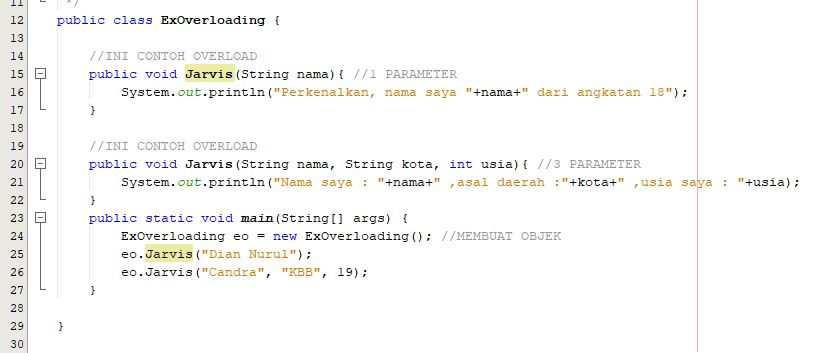 11 */
12 public class ExOverloading {
13
14 //INI CONTOH OVERLOAD
15 public void Jarvis(String nama){ //1 PARAMETER
16 System.out.println("Perkenalkan, nama saya "+nama+" dari angkatan 18");
17 }
18
19 //INI CONTOH OVERLOAD
20 public void Jarvis(String nama, String kota, int usia){ //3 PARAMETER
21 System.out.println("Nama saya : "+nama+" ,asal daerah :"+kota+" ,usia saya : "+usia);
22 }
23 public static void main(String[] args) {
24 ExOverloading eo = new ExOverloading(); //MEMBUAT OBJEK
25 eo.Jarvis("Dian Nurul");
26 eo.Jarvis("Candra", "KBB", 19);
27 }
28
29 }
30